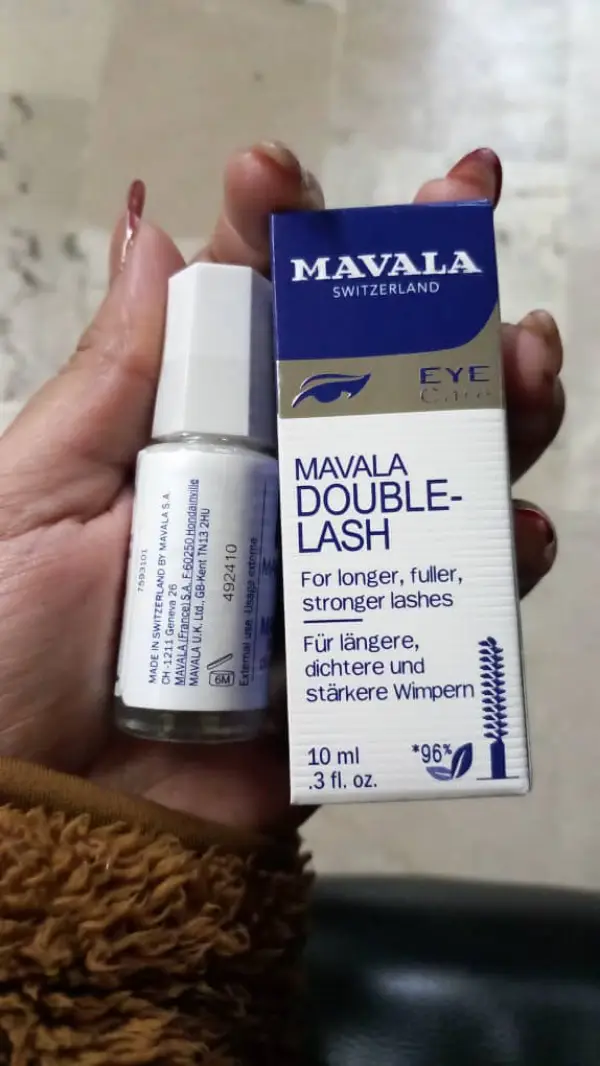 MAVALA
SWITZERLAND
EYE
Care
MAVALA
DOUBLE-
LASH
For longer, fuller,
stronger lashes
Für längere,
dichtere und
stärkere Wimpern
10 ml
.3 fl. oz.
*96%
7593101
MADE IN SWITZERLAND BY MAVALA S.A.
CH-1211 Geneva 26
MAVALA (France) S.A. F-60250 Hondainville
MAVALA U.K. Ltd., GB-Kent TN13 2HU
492410
6M
External use. Usage externe